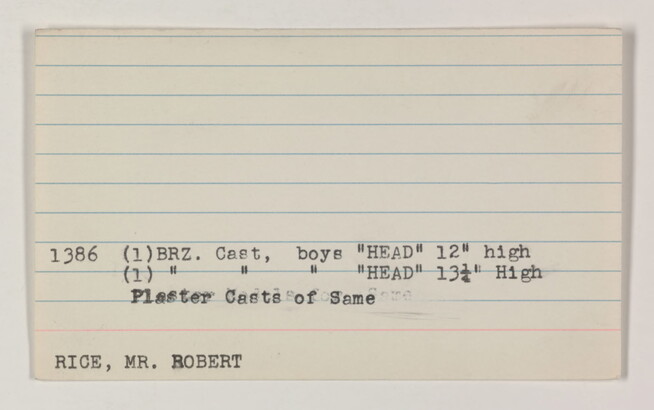 1386 (1)BRZ. Cast, boys "HEAD" 12" high
(1) " " " "HEAD" 13½" High
Plaster Casts of Same
RICE, MR. ROBERT